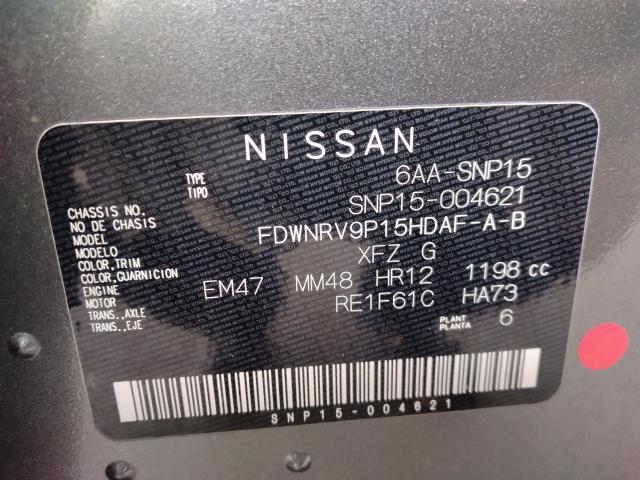 NISSAN
TYPE
TIPO
6AA-SNP15
CHASSIS NO.
NO DE CHASSIS
SNP15-004621
MODEL
MODELO
FDWNRV9P15HDAF-A-B
COLOR,TRIM
COLOR,GUARNICION
XFZ G
ENGINE
MOTOR
EM47 MM48 HR12 1198 cc
TRANS.,AXLE
TRANS.,EJE
RE1F61C HA73
PLANT
PLANTA
6
SNP15-004621